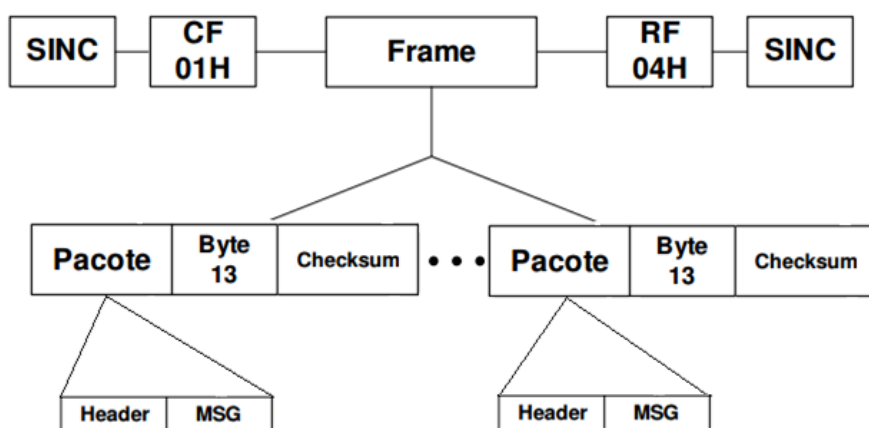 SINC
CF
01H
Frame
RF
04H
SINC
Pacote
Byte
13
Checksum
Pacote
Byte
13
Checksum
Header
MSG
Header
MSG